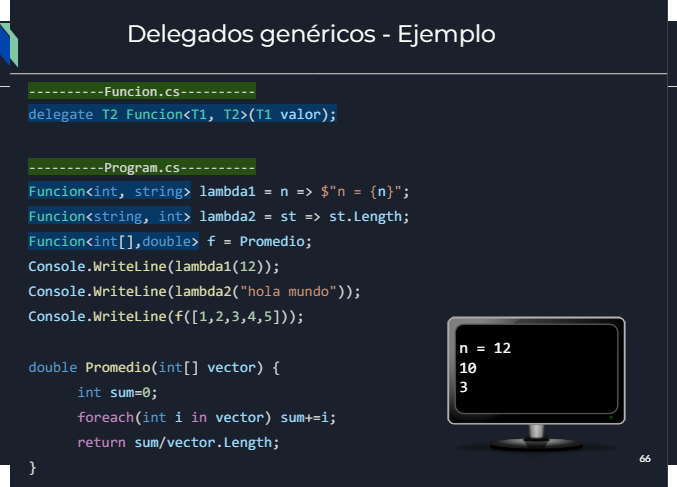 Delegados genéricos - Ejemplo
----------Funcion.cs----------
delegate T2 Funcion<T1, T2>(T1 valor);
----------Program.cs----------
Funcion<int, string> lambda1 = n => $"n = {n}";
Funcion<string, int> lambda2 = st => st.Length;
Funcion<int[],double> f = Promedio;
Console.WriteLine(lambda1(12));
Console.WriteLine(lambda2("hola mundo"));
Console.WriteLine(f([1,2,3,4,5]));
double Promedio(int[] vector) {
int sum=0;
foreach(int i in vector) sum+=i;
return sum/vector.Length;
}
n = 12
10
3
66